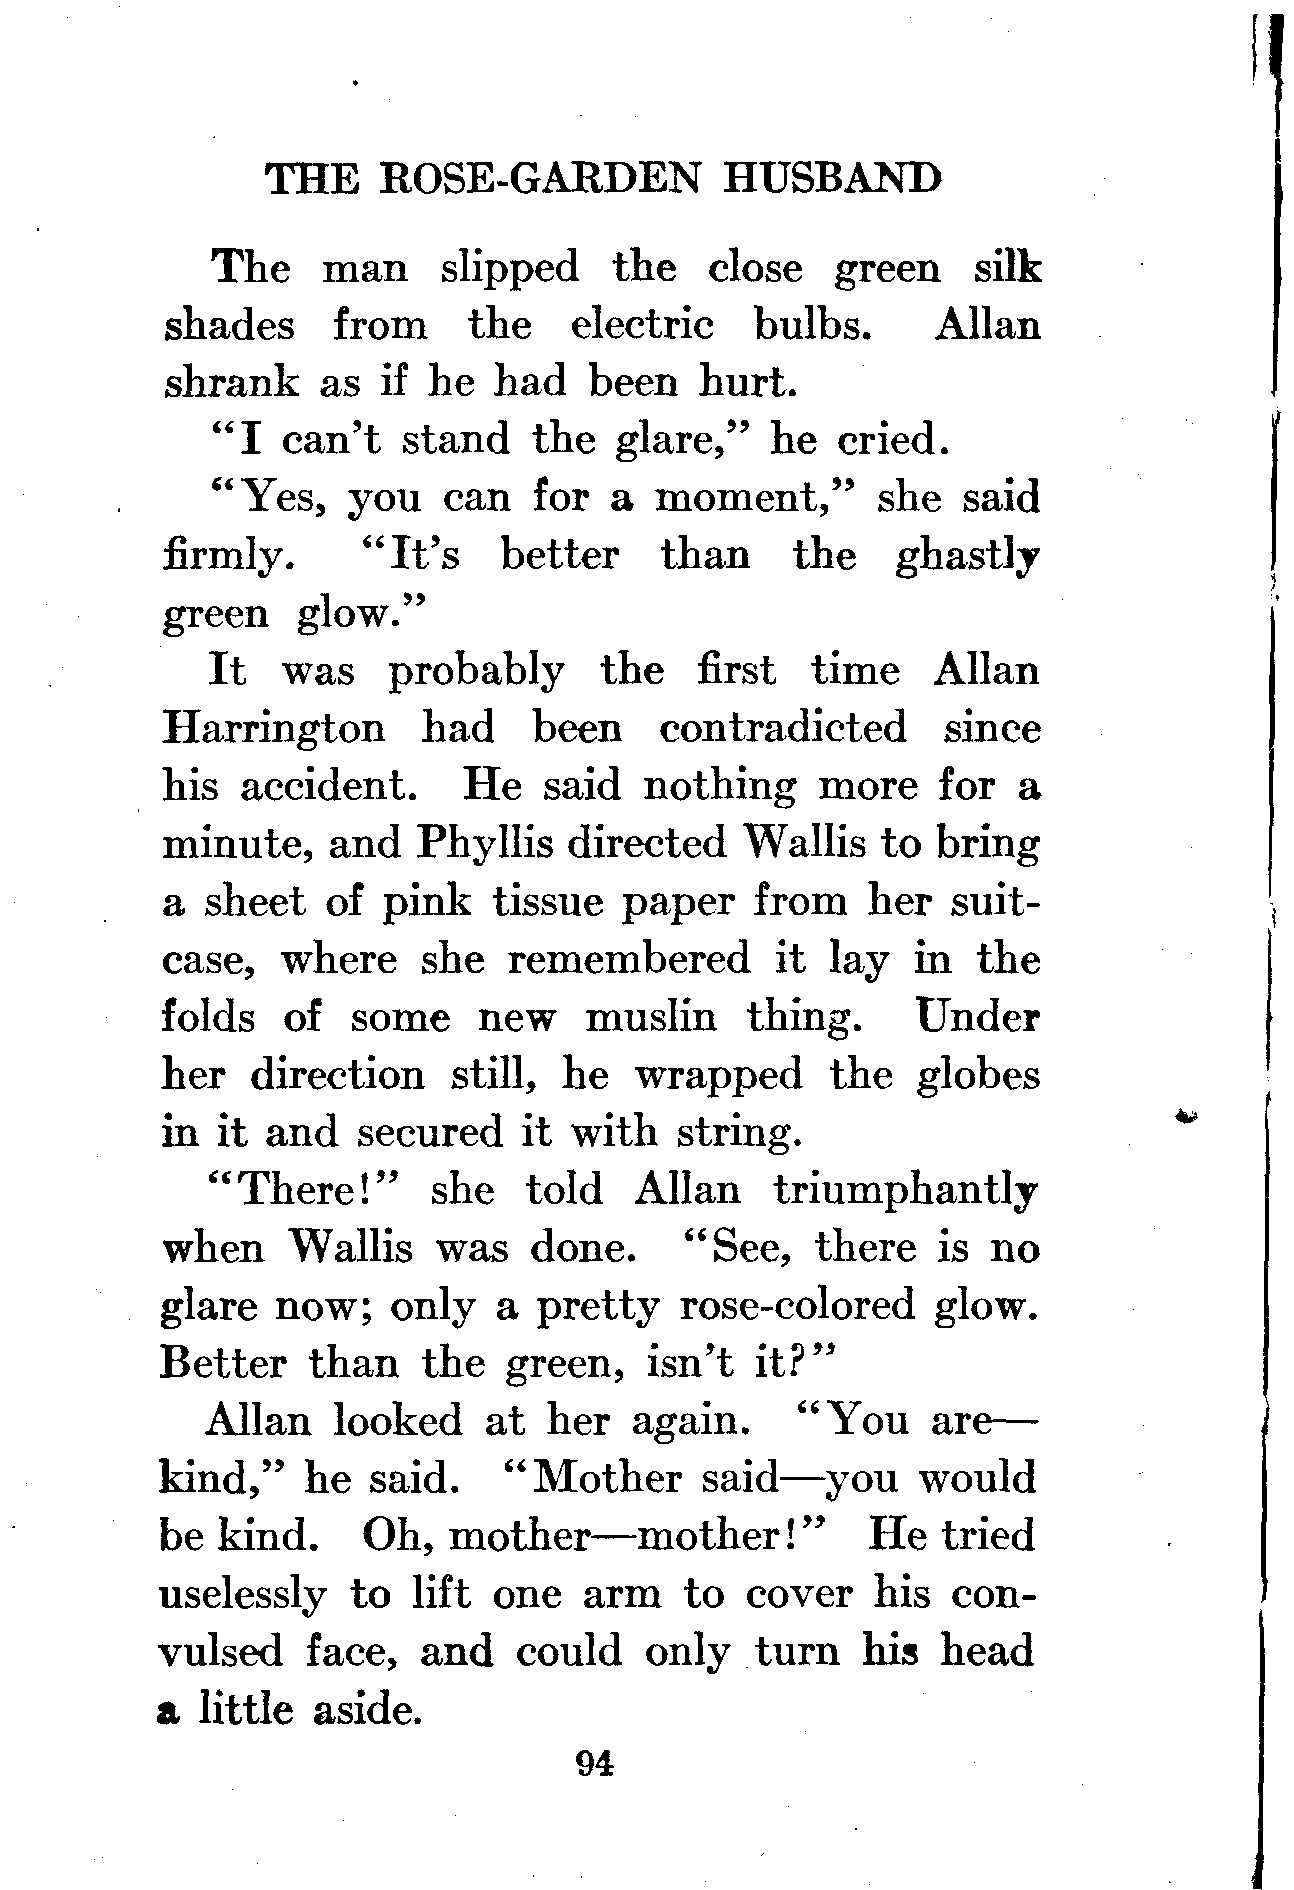 THE ROSE-GARDEN HUSBAND
The man slipped the close green silk
shades from the electric bulbs. Allan
shrank as if he had been hurt.
“I can’t stand the glare,” he cried.
“Yes, you can for a moment,” she said
firmly. “It’s better than the ghastly
green glow.”
It was probably the first time Allan
Harrington had been contradicted since
his accident. He said nothing more for a
minute, and Phyllis directed Wallis to bring
a sheet of pink tissue paper from her suit-
case, where she remembered it lay in the
folds of some new muslin thing. Under
her direction still, he wrapped the globes
in it and secured it with string.
“There!” she told Allan triumphantly
when Wallis was done. “See, there is no
glare now; only a pretty rose-colored glow.
Better than the green, isn’t it?”
Allan looked at her again. “You are—
kind,” he said. “Mother said—you would
be kind. Oh, mother—mother!” He tried
uselessly to lift one arm to cover his con-
vulsed face, and could only turn his head
a little aside.
94